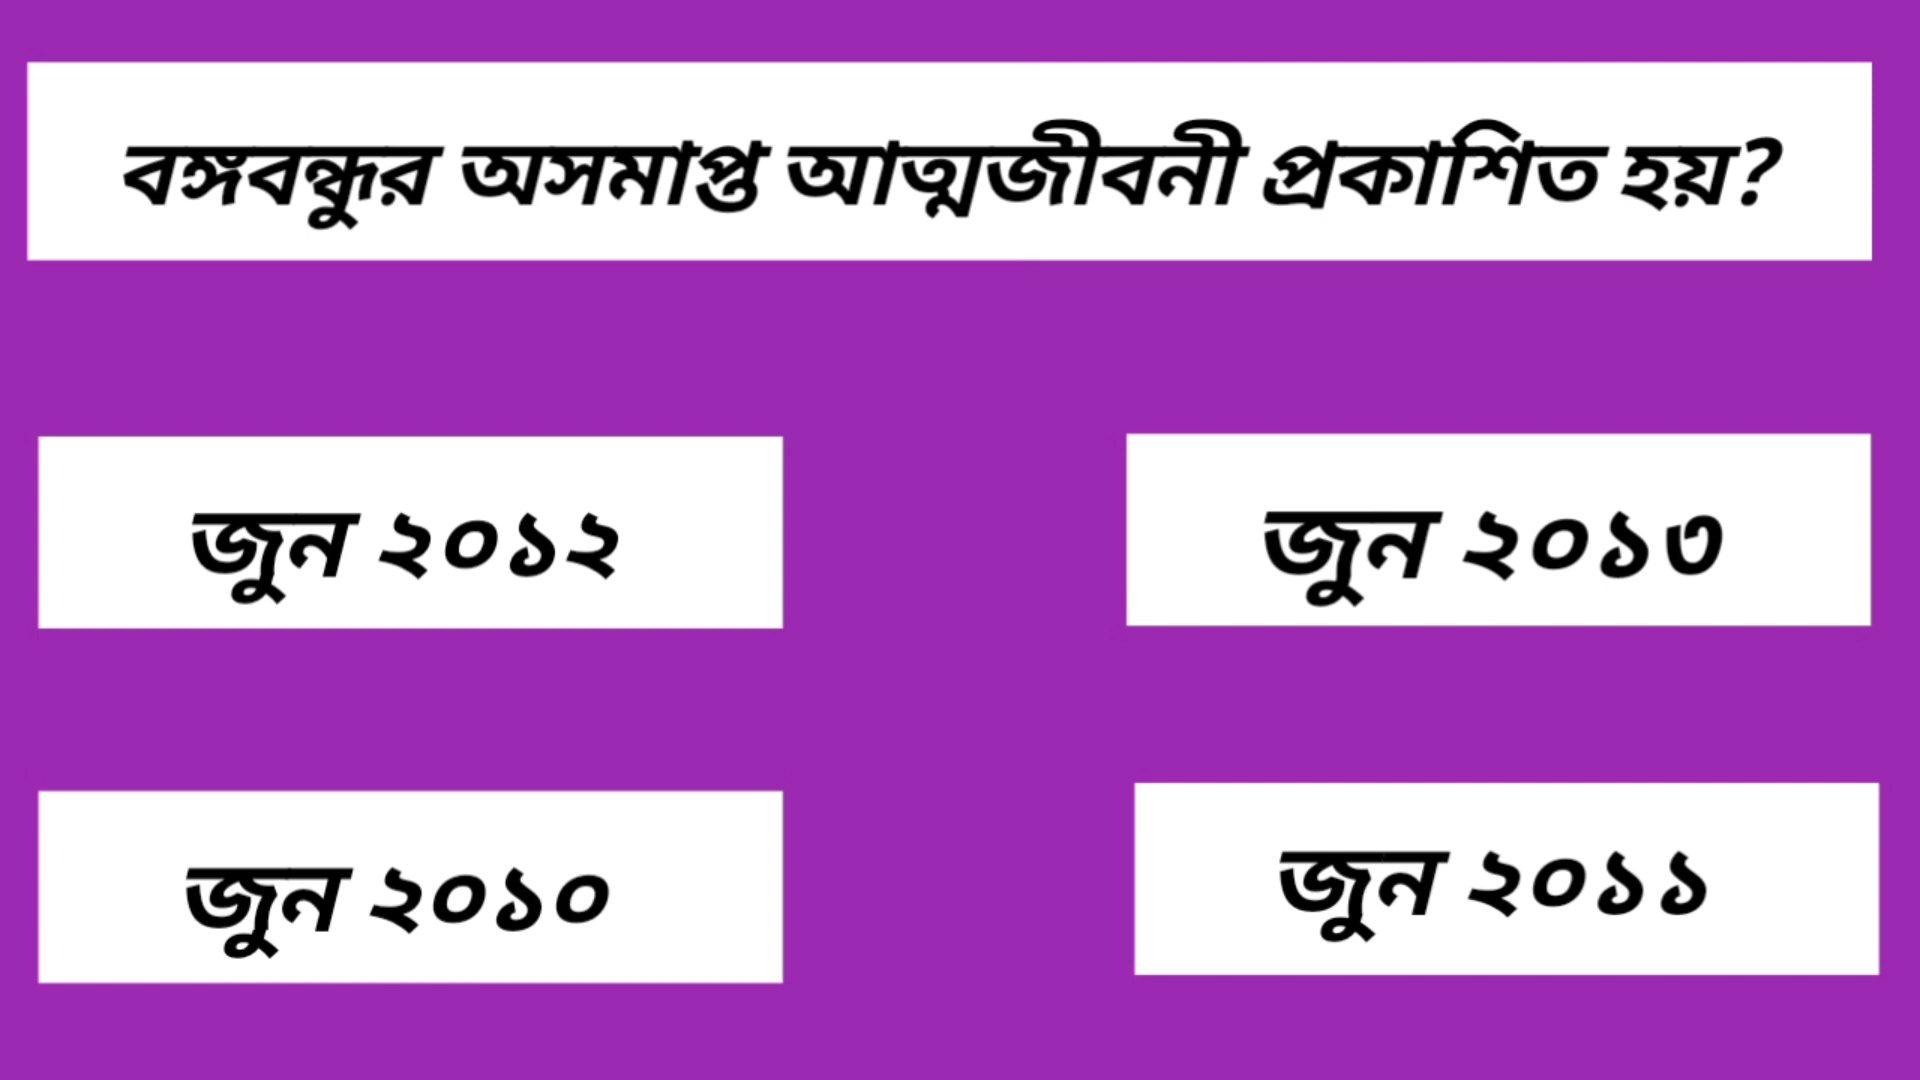 বঙ্গবন্ধুর অসমাপ্ত আত্মজীবনী প্রকাশিত হয়?
জুন ২০১২
জুন ২০১৩
জুন ২০১০
জুন ২০১১